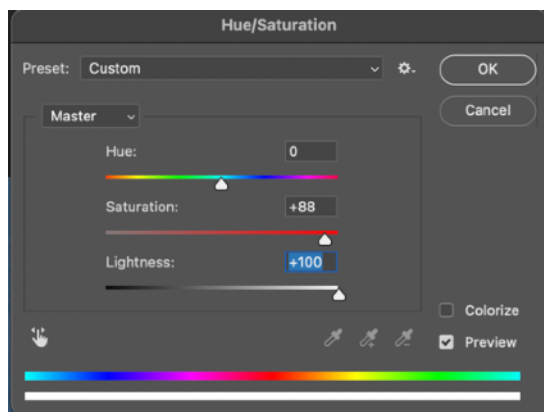 Hue/Saturation
Preset: Custom
OK
Master
Cancel
Hue: 0
Saturation: +88
Lightness: +100
Colorize
Preview